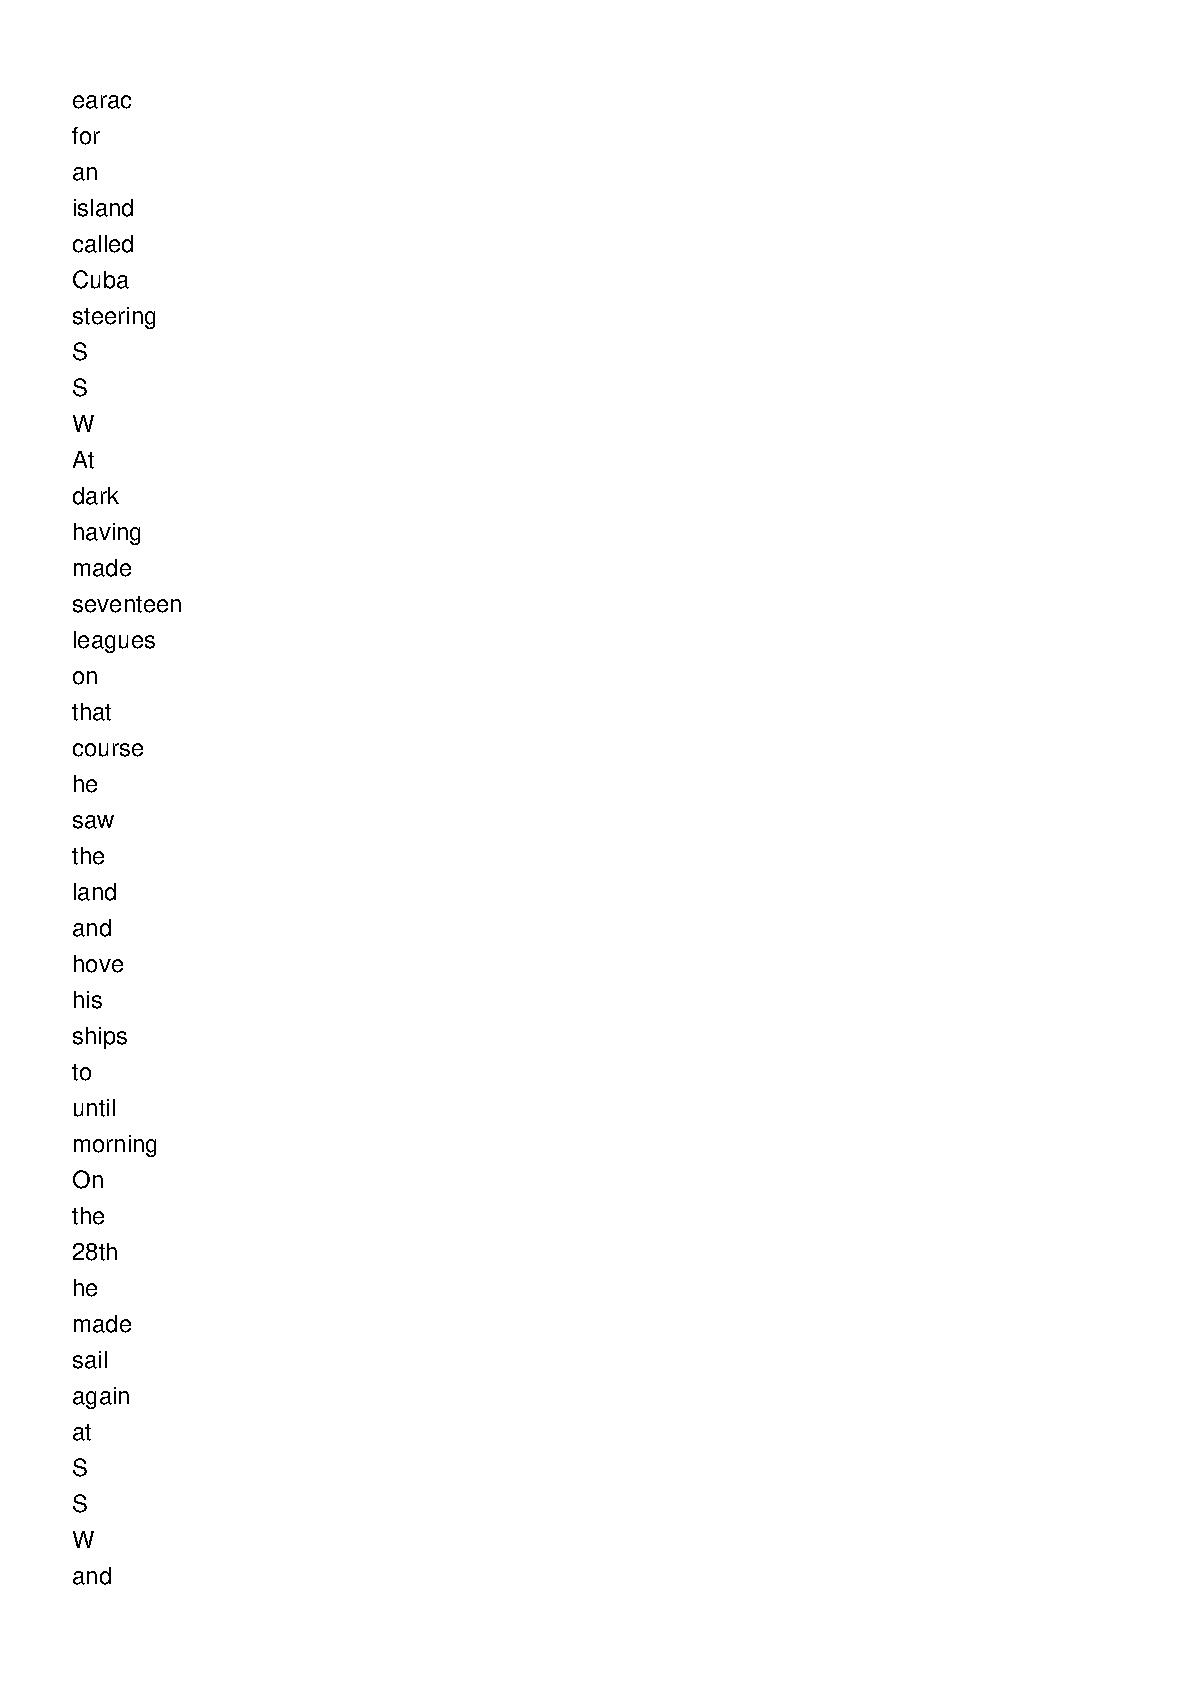 earac
for
an
island
called
Cuba
steering
S
S
W
At
dark
having
made
seventeen
leagues
on
that
course
he
saw
the
land
and
hove
his
ships
to
until
morning
On
the
28th
he
made
sail
again
at
S
S
W
and